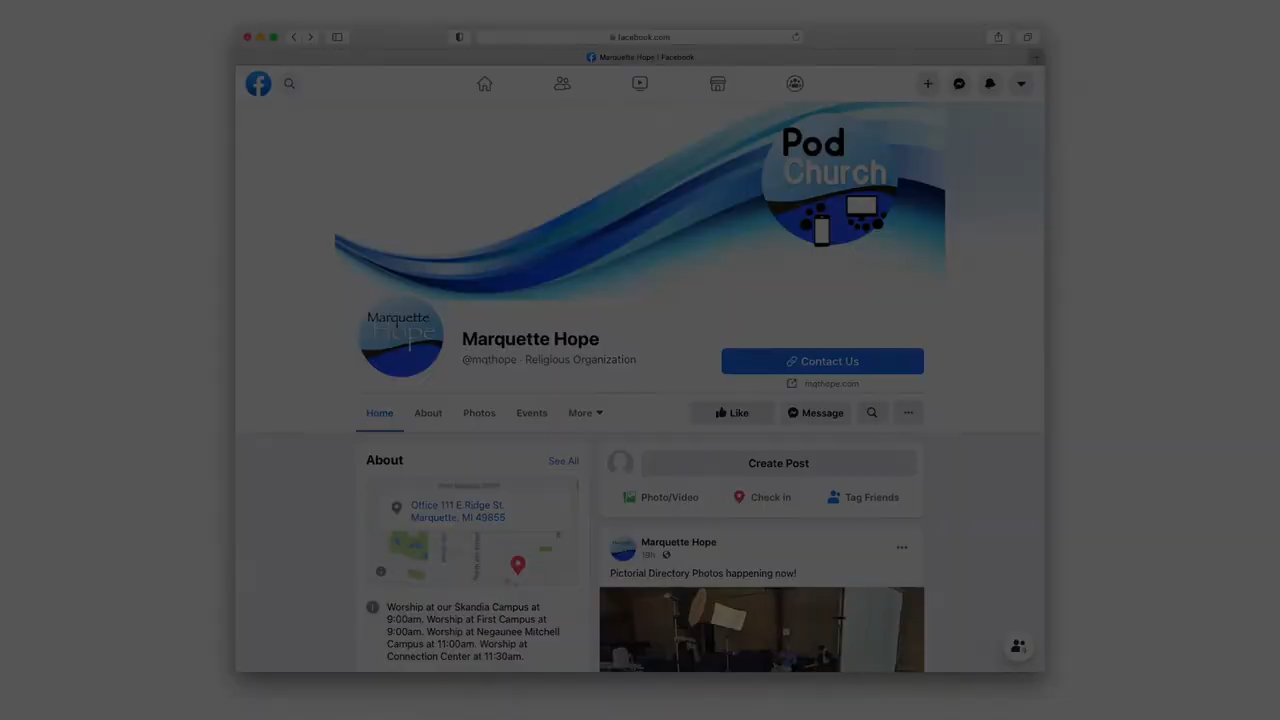 facebook.com
Marquette Hope | Facebook
Pod
Church
Marquette
Hope
Marquette Hope
@mqthope · Religious Organization
Contact Us
mqthope.com
Home
About
Photos
Events
More
Like
Message
About
See All
Office 111 E.Ridge St.
Marquette, MI 49855
Worship at our Skandia Campus at
9:00am. Worship at First Campus at
9:00am. Worship at Negaunee Mitchell
Campus at 11:00am. Worship at
Connection Center at 11:30am.
Create Post
Photo/Video
Check in
Tag Friends
Marquette Hope
19h
Pictorial Directory Photos happening now!